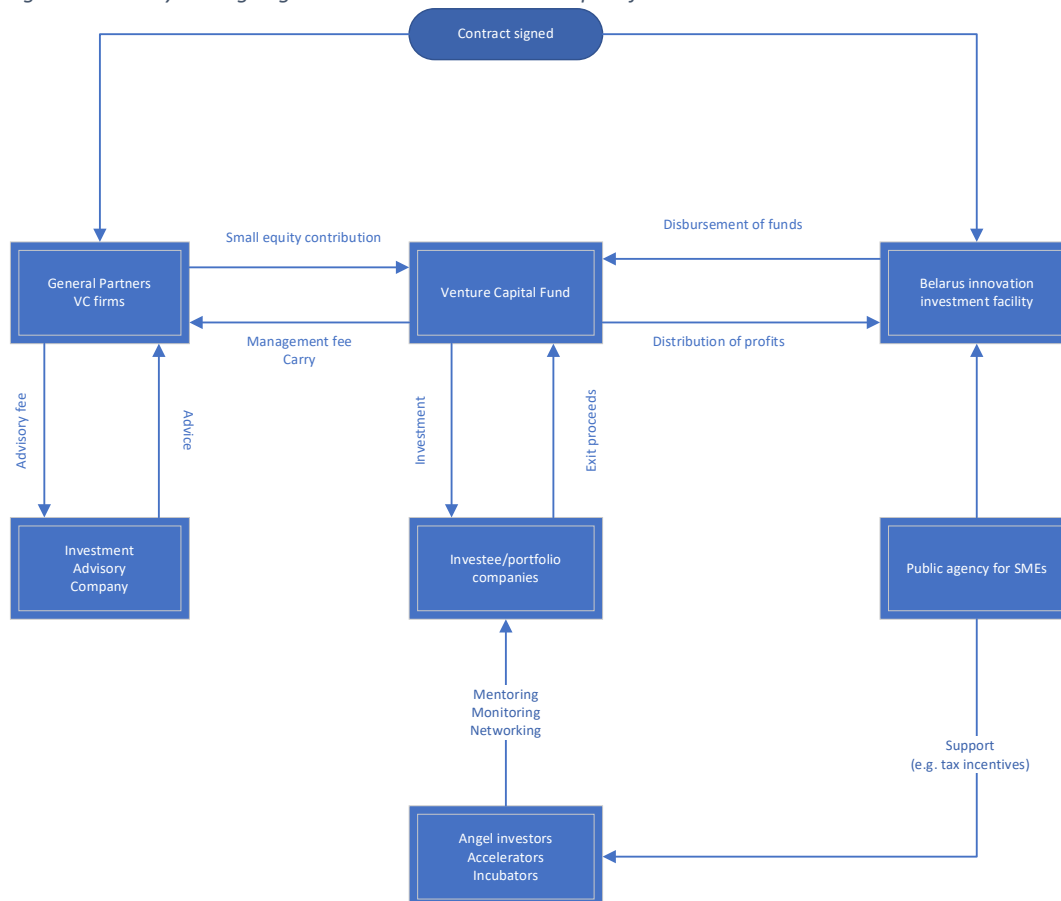 Contract signed
Small equity contribution
Disbursement of funds
General Partners
VC firms
Venture Capital Fund
Belarus innovation
investment facility
Management fee
Carry
Distribution of profits
Advisory fee
Advice
Investment
Exit proceeds
Investment
Advisory
Company
Investee/portfolio
companies
Public agency for SMEs
Mentoring
Monitoring
Networking
Support
(e.g. tax incentives)
Angel investors
Accelerators
Incubators